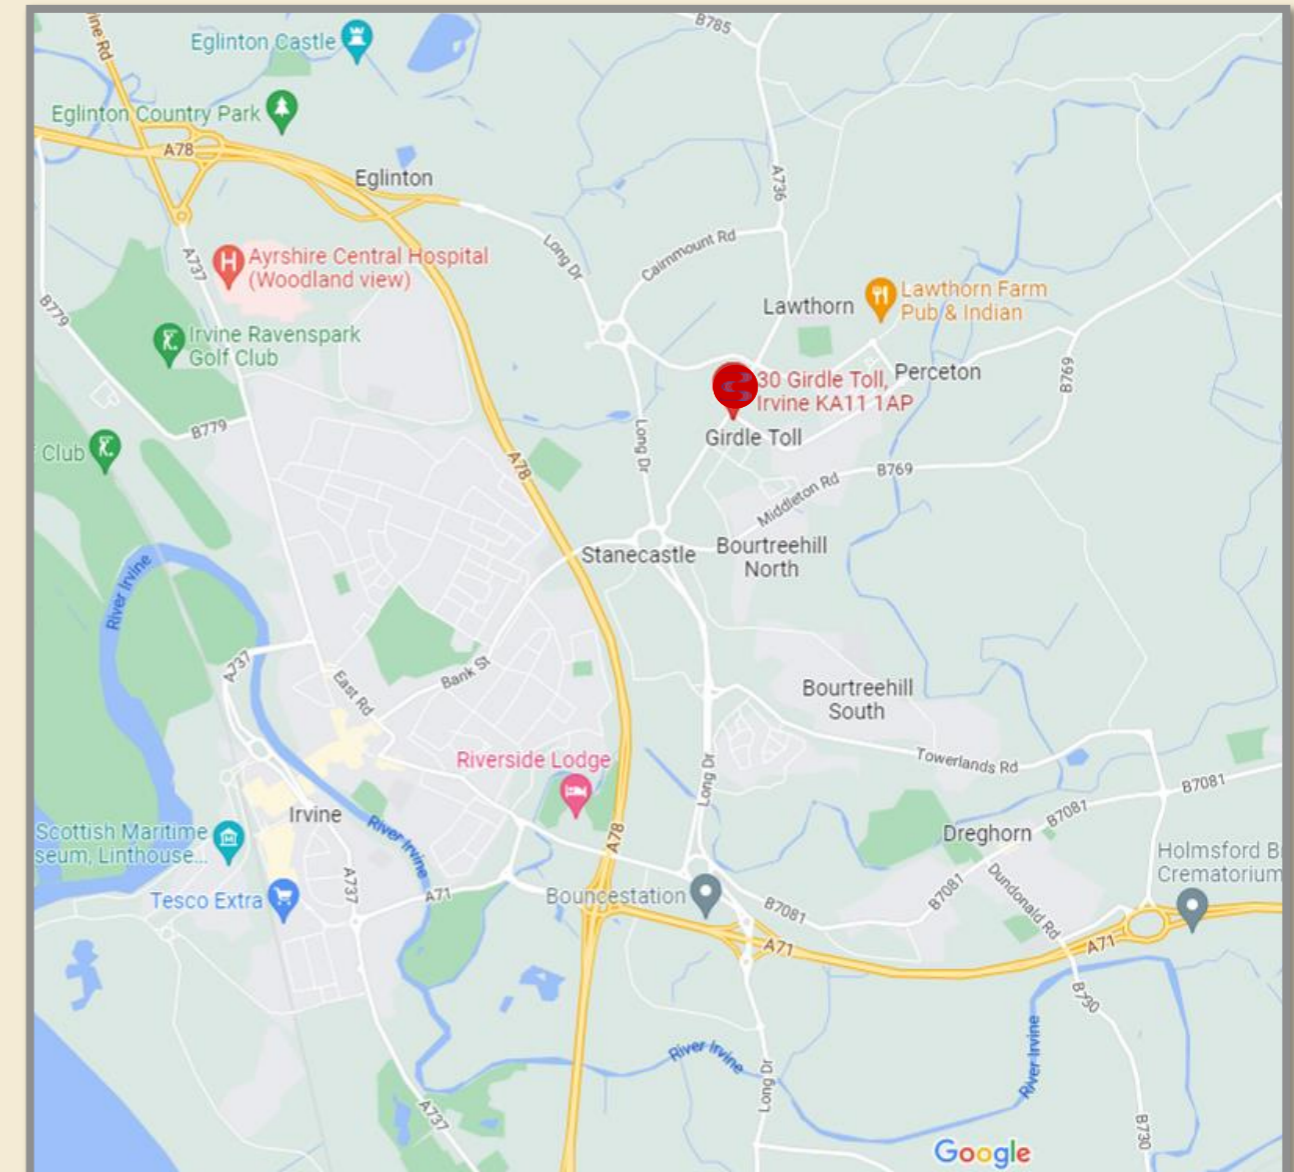 ine Rd
B785
Eglinton Castle
Eglinton Country Park
A78
Eglinton
A736
Long Dr
Cairnmount Rd
A737
Ayrshire Central Hospital
(Woodland view)
B779
Lawthorn
Lawthorn Farm
Pub & Indian
Irvine Ravenspark
Golf Club
30 Girdle Toll,
Irvine KA11 1AP
Perceton
B769
B779
Girdle Toll
Club
Long Dr
A78
Middleton Rd
B769
Stanecastle
Bourtreehill
North
River Irvine
A737
East Rd
Bank St
Bourtreehill
South
Riverside Lodge
Towerlands Rd
Long Dr
B7081
Irvine
River Irvine
A78
B7081
Dreghorn
Scottish Maritime
seum, Linthouse...
Holmsford B
Crematorium
Tesco Extra
A737
A71
Bouncestation
B7081
B7081
Dundonald Rd
A71
A71
B730
River Irvine
River Irvine
Long Dr
A737
B730
Google